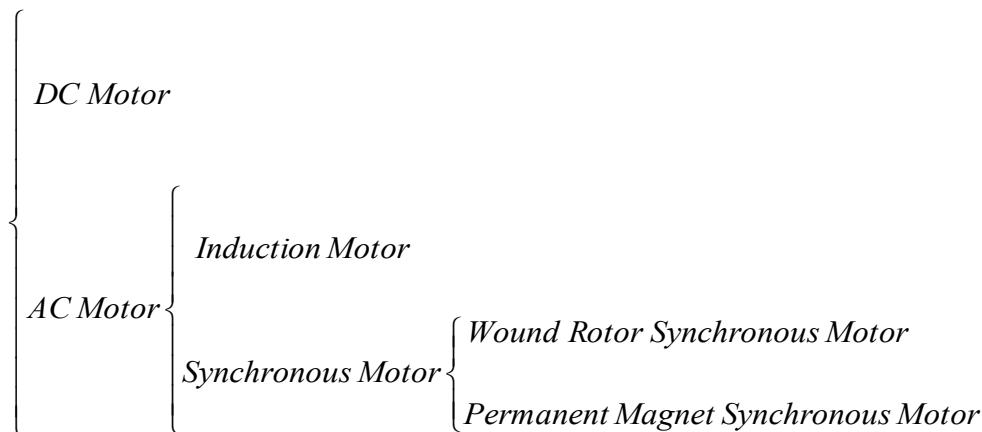 DC Motor
Induction Motor
AC Motor
Wound Rotor Synchronous Motor
Synchronous Motor
Permanent Magnet Synchronous Motor